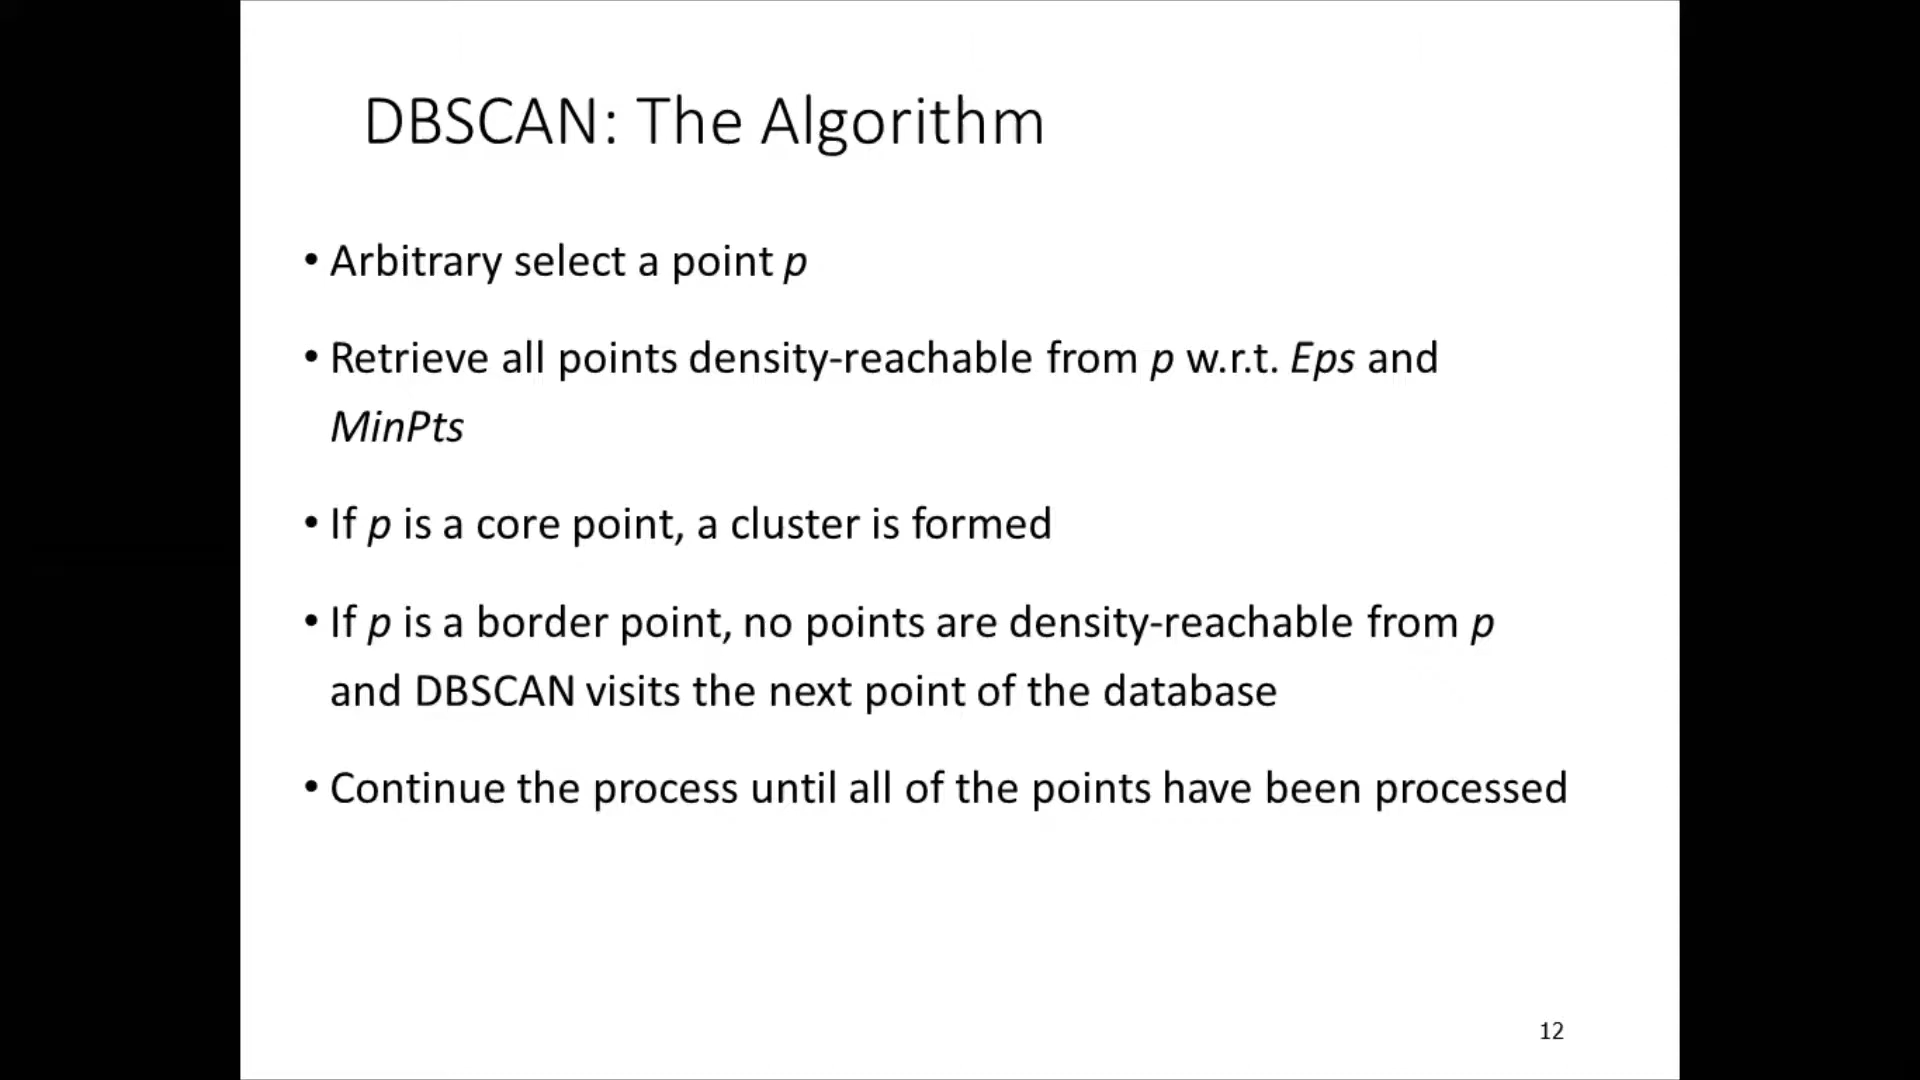 DBSCAN: The Algorithm
• Arbitrary select a point p
• Retrieve all points density-reachable from p w.r.t. Eps and
MinPts
• If p is a core point, a cluster is formed
• If p is a border point, no points are density-reachable from p
and DBSCAN visits the next point of the database
• Continue the process until all of the points have been processed
12